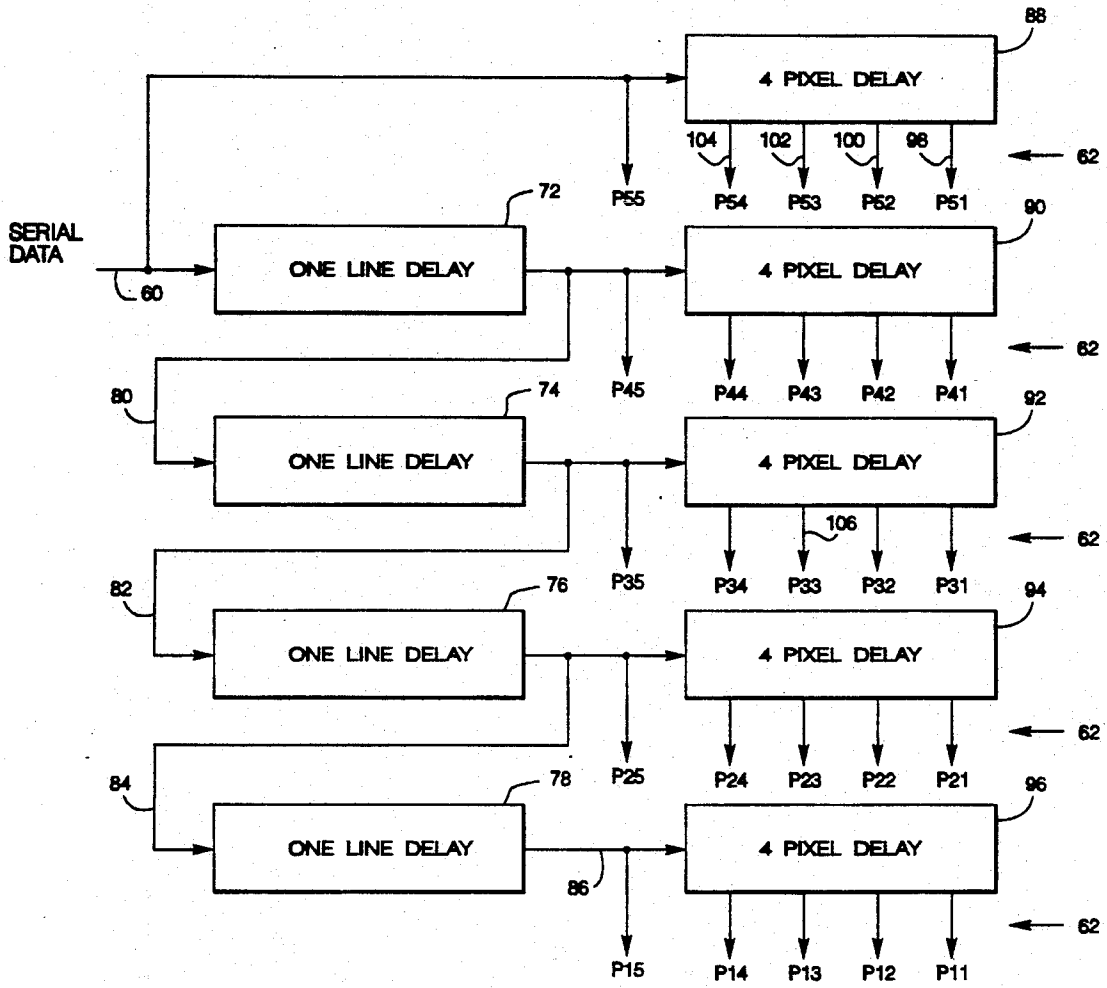 88
4 PIXEL DELAY
104 102 100 98
62
P55 P54 P53 P52 P51
72 90
SERIAL
DATA
ONE LINE DELAY 4 PIXEL DELAY
60
62
P45 P44 P43 P42 P41
80 74 92
ONE LINE DELAY 4 PIXEL DELAY
106
62
P35 P34 P33 P32 P31
82 76 94
ONE LINE DELAY 4 PIXEL DELAY
62
P25 P24 P23 P22 P21
84 78 96
ONE LINE DELAY 4 PIXEL DELAY
86
62
P15 P14 P13 P12 P11